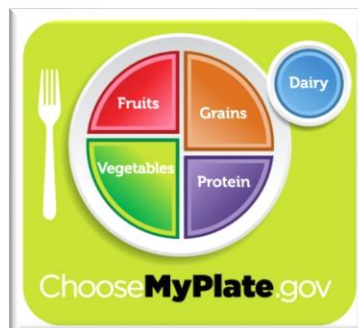 Dairy
Fruits
Grains
Vegetables
Protein
ChooseMyPlate.gov